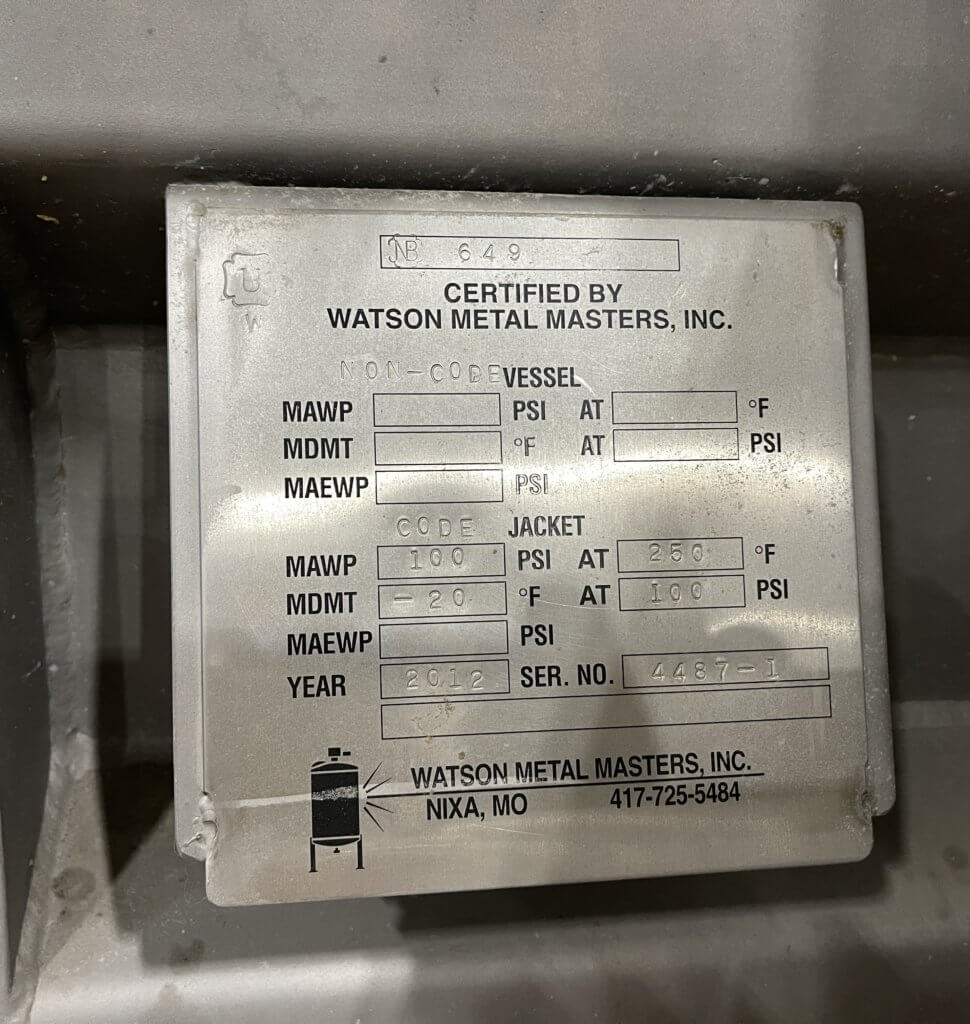 NB 649
U
W
CERTIFIED BY
WATSON METAL MASTERS, INC.
NON-CODE VESSEL
MAWP PSI AT °F
MDMT °F AT PSI
MAEWP PSI
CODE JACKET
MAWP 100 PSI AT 250 °F
MDMT -20 °F AT 100 PSI
MAEWP PSI
YEAR 2012 SER. NO. 4487-1
WATSON METAL MASTERS, INC.
NIXA, MO 417-725-5484